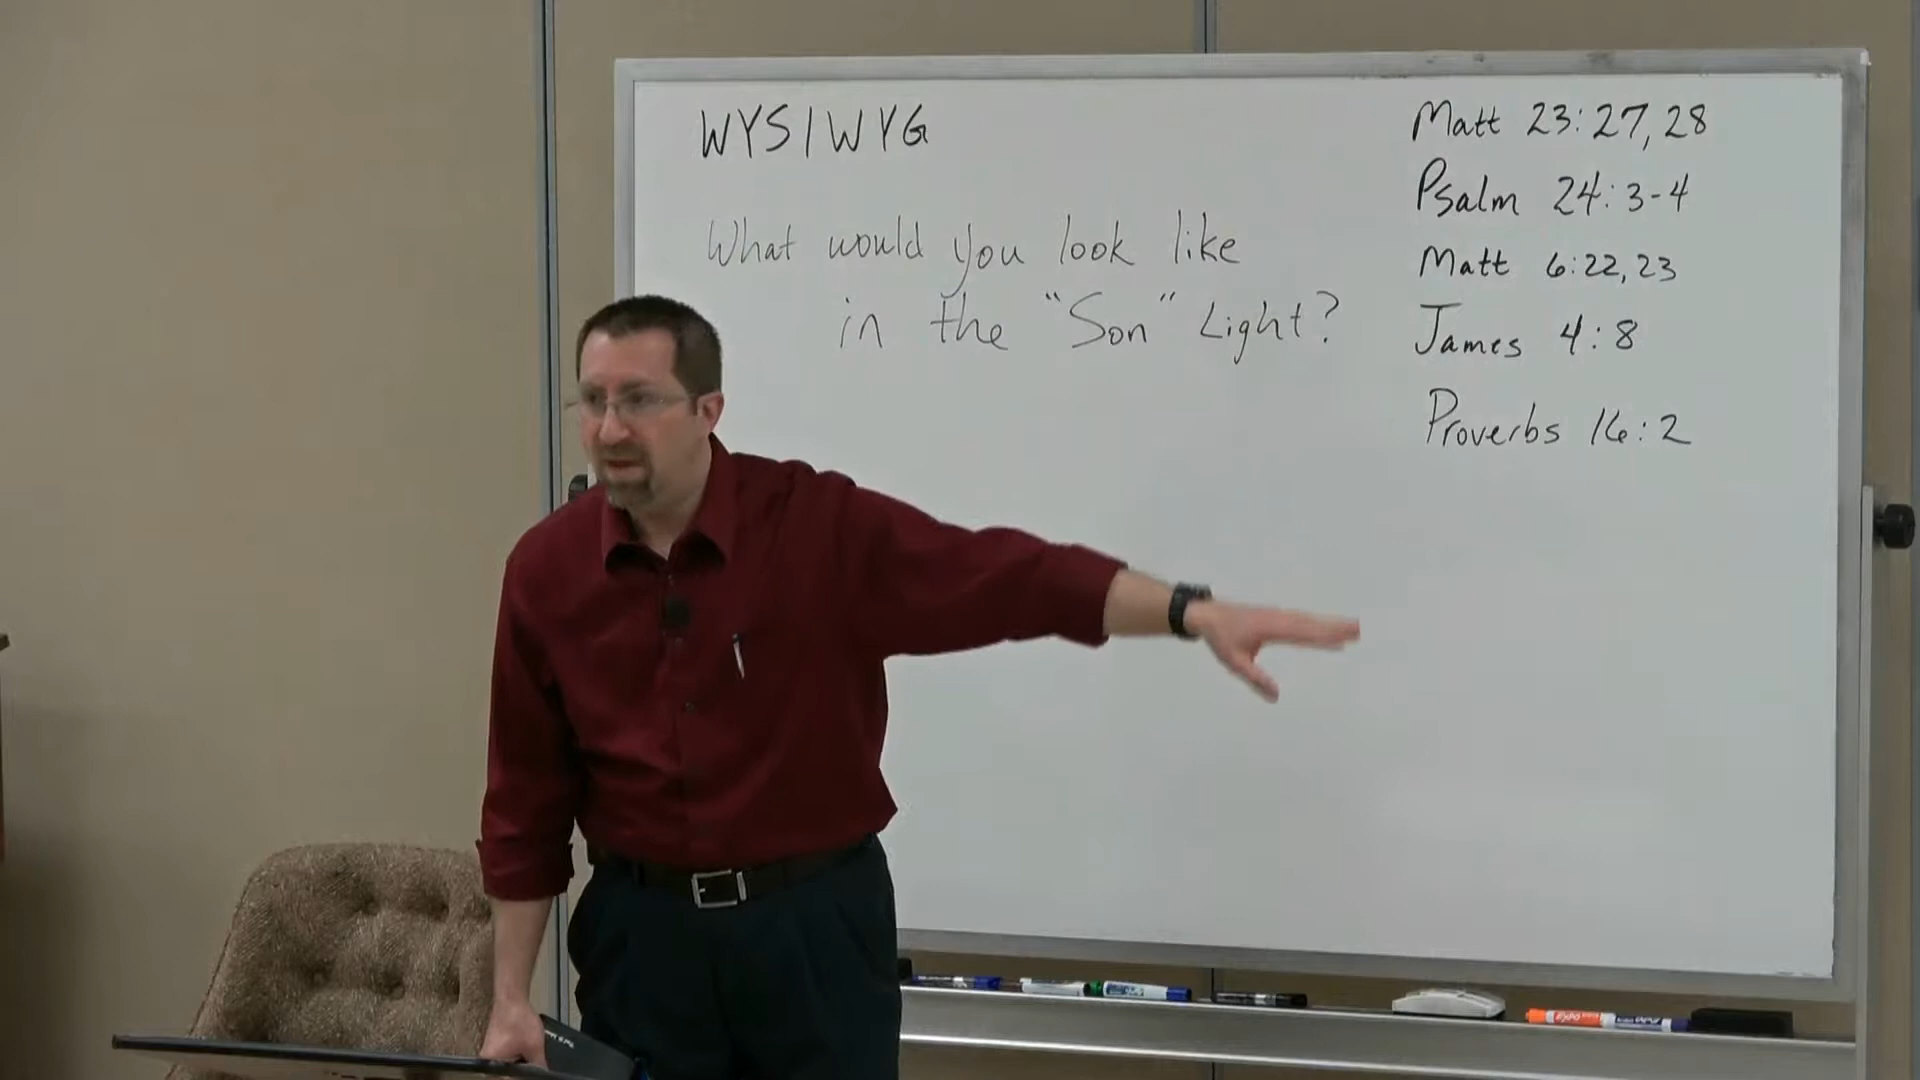 WYSIWYG
What would you look like
in the "Son" Light?
Matt 23:27,28
Psalm 24:3-4
Matt 6:22,23
James 4:8
Proverbs 16:2
EXPO